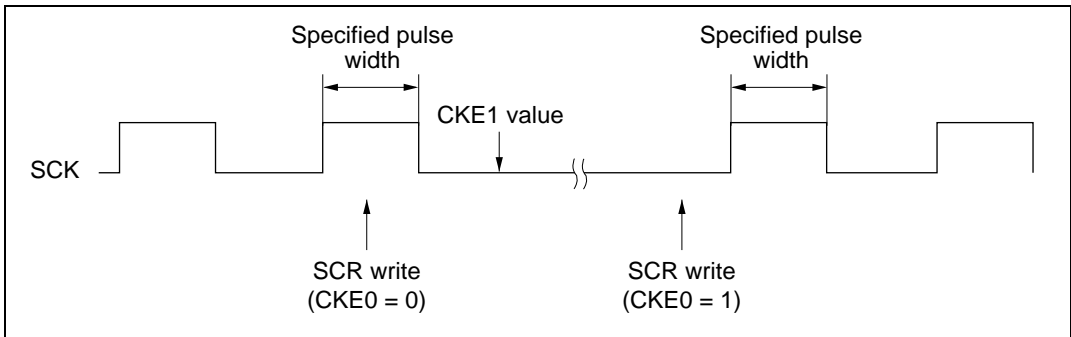 Specified pulse
width
Specified pulse
width
CKE1 value
SCK
SCR write
(CKE0 = 0)
SCR write
(CKE0 = 1)